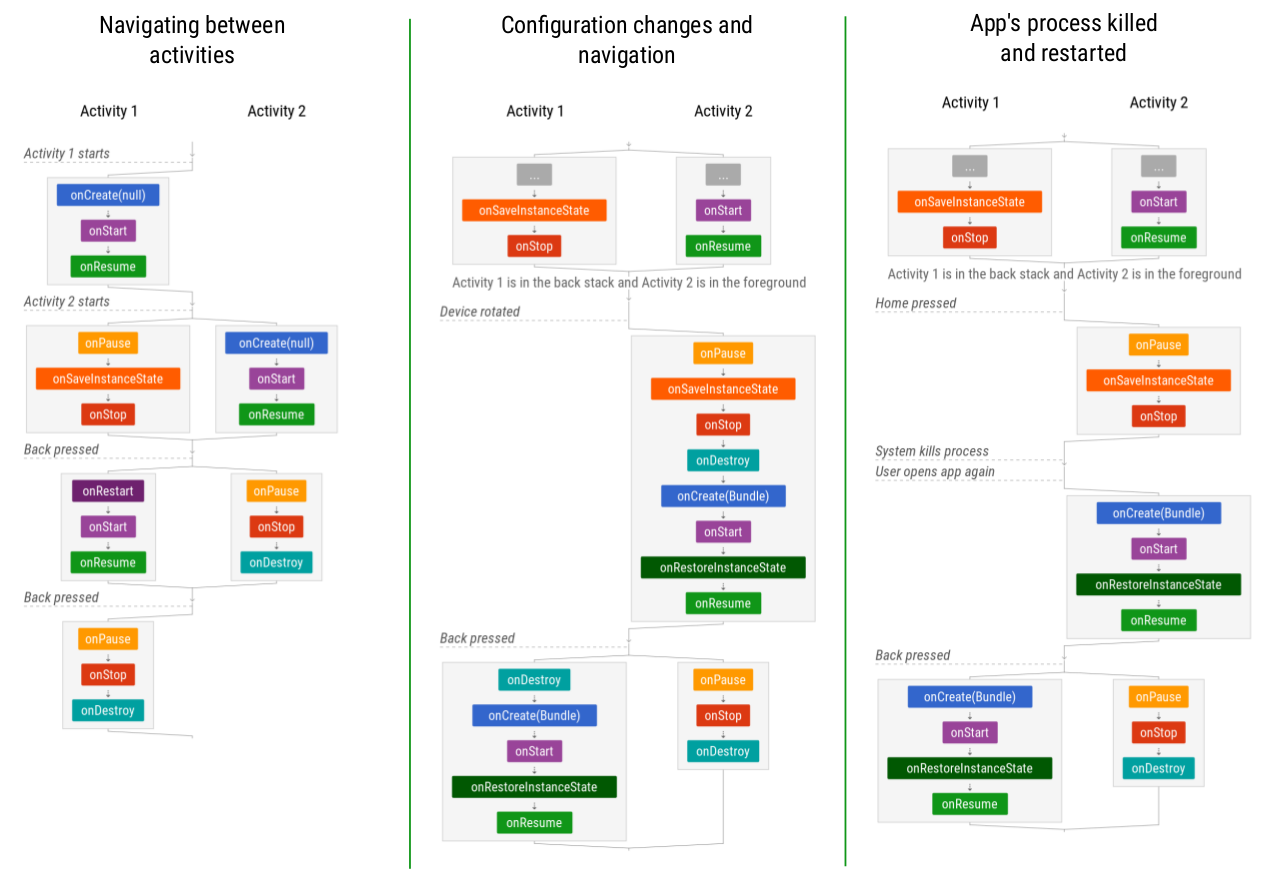 Navigating between
activities
Activity 1
Activity 2
Activity 1 starts
onCreate(null)
onStart
onResume
Activity 2 starts
onPause
onSaveInstanceState
onStop
onCreate(null)
onStart
onResume
Back pressed
onRestart
onStart
onResume
onPause
onStop
onDestroy
Back pressed
onPause
onStop
onDestroy
Configuration changes and
navigation
Activity 1
Activity 2
...
onSaveInstanceState
onStop
...
onStart
onResume
Activity 1 is in the back stack and Activity 2 is in the foreground
Device rotated
onPause
onSaveInstanceState
onStop
onDestroy
onCreate(Bundle)
onStart
onRestoreInstanceState
onResume
Back pressed
onDestroy
onCreate(Bundle)
onStart
onRestoreInstanceState
onResume
onPause
onStop
onDestroy
App's process killed
and restarted
Activity 1
Activity 2
...
onSaveInstanceState
onStop
...
onStart
onResume
Activity 1 is in the back stack and Activity 2 is in the foreground
Home pressed
onPause
onSaveInstanceState
onStop
System kills process
User opens app again
onCreate(Bundle)
onStart
onRestoreInstanceState
onResume
Back pressed
onCreate(Bundle)
onStart
onRestoreInstanceState
onResume
onPause
onStop
onDestroy